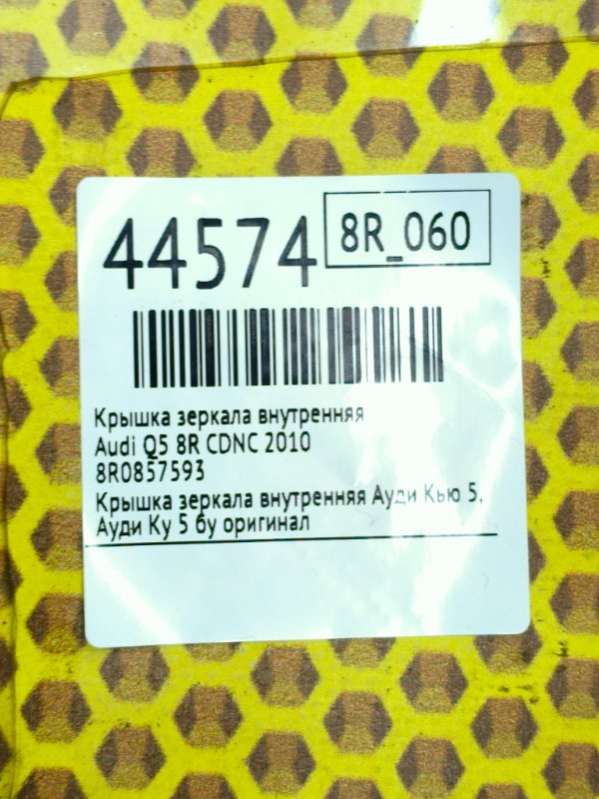 44574
8R_060
Крышка зеркала внутренняя
Audi Q5 8R CDNC 2010
8R0857593
Крышка зеркала внутренняя Ауди Кью 5,
Ауди Ку 5 бу оригинал